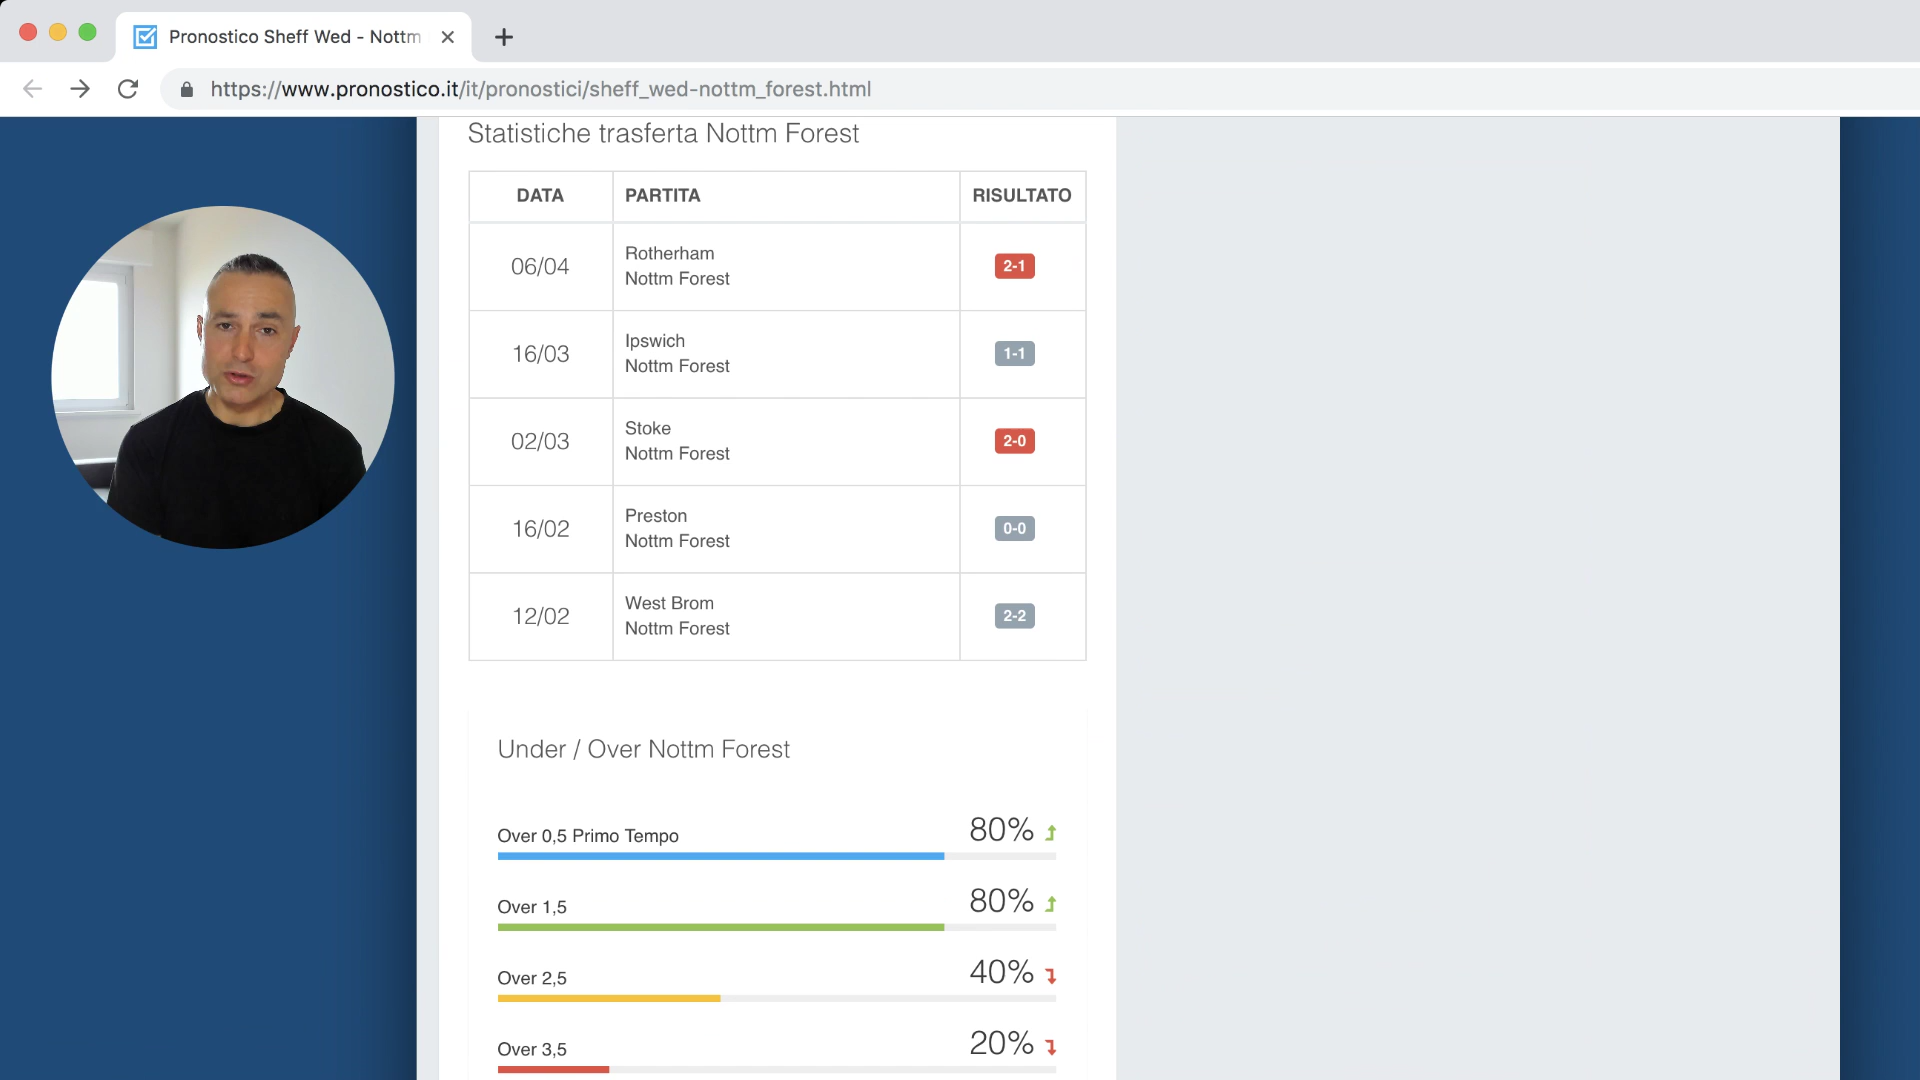 Pronostico Sheff Wed - Nottm
https://www.pronostico.it/it/pronostici/sheff_wed-nottm_forest.html
Statistiche trasferta Nottm Forest
DATA PARTITA RISULTATO
06/04
Rotherham
Nottm Forest
2-1
16/03
Ipswich
Nottm Forest
1-1
02/03
Stoke
Nottm Forest
2-0
16/02
Preston
Nottm Forest
0-0
12/02
West Brom
Nottm Forest
2-2
Under / Over Nottm Forest
Over 0,5 Primo Tempo 80%
Over 1,5 80%
Over 2,5 40%
Over 3,5 20%